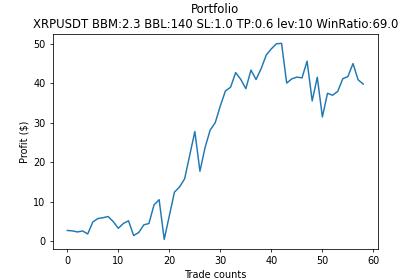 Portfolio
XRPUSDT BBM:2.3 BBL:140 SL:1.0 TP:0.6 lev:10 WinRatio:69.0
Profit ($)
50
40
30
20
10
0
0 10 20 30 40 50 60
Trade counts